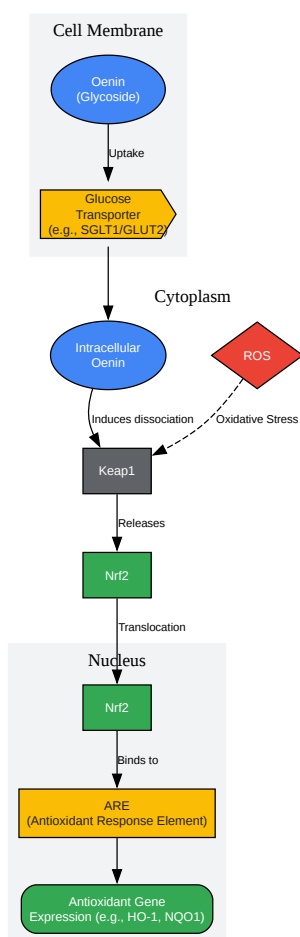 Cell Membrane
Oenin
(Glycoside)
Uptake
Glucose
Transporter
(e.g., SGLT1/GLUT2)
Cytoplasm
Intracellular
Oenin
ROS
Induces dissociation
Oxidative Stress
Keap1
Releases
Nrf2
Translocation
Nucleus
Nrf2
Binds to
ARE
(Antioxidant Response Element)
Antioxidant Gene
Expression (e.g., HO-1, NQO1)